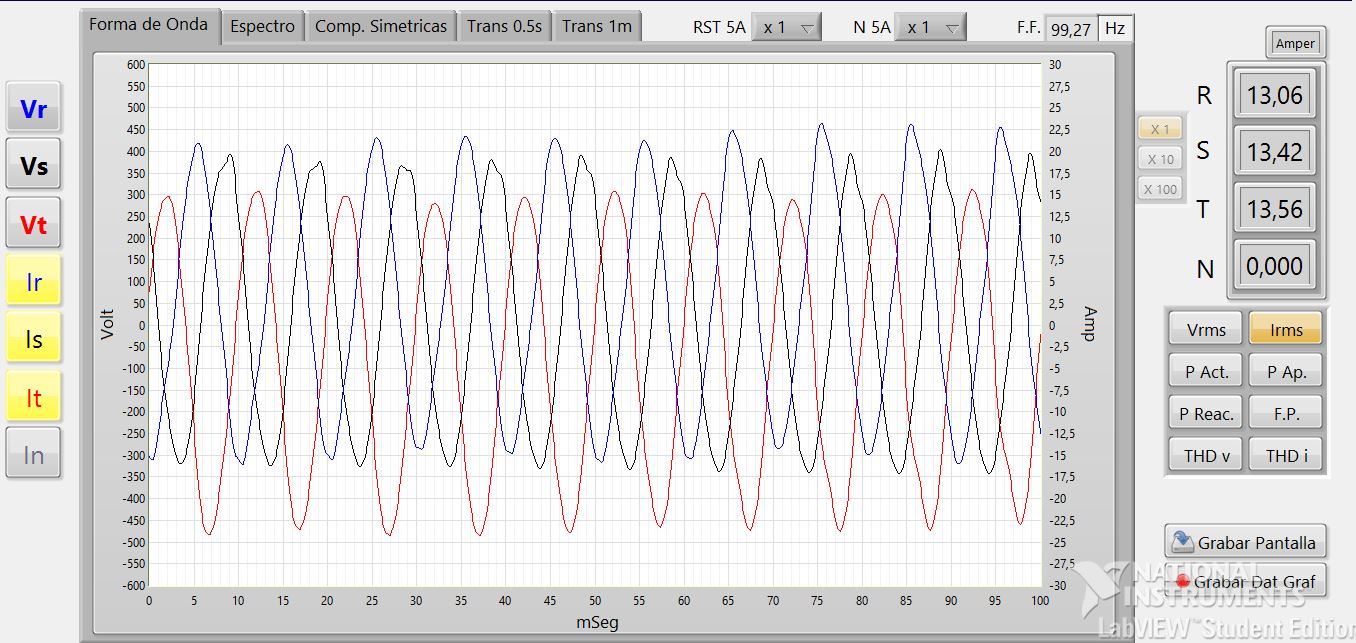 Forma de Onda Espectro Comp. Simetricas Trans 0.5s Trans 1m RST 5A x 1 N 5A x 1 F.F. 99,27 Hz
Amper
Vr
Vs
Vt
Ir
Is
It
In
600
550
500
450
400
350
300
250
200
150
100
50
0
-50
-100
-150
-200
-250
-300
-350
-400
-450
-500
-550
-600
Volt
30
27,5
25
22,5
20
17,5
15
12,5
10
7,5
5
2,5
0
-2,5
-5
-7,5
-10
-12,5
-15
-17,5
-20
-22,5
-25
-27,5
-30
Amp
0 5 10 15 20 25 30 35 40 45 50 55 60 65 70 75 80 85 90 95 100
mSeg
X 1
X 10
X 100
R 13,06
S 13,42
T 13,56
N 0,000
Vrms Irms
P Act. P Ap.
P Reac. F.P.
THD v THD i
Grabar Pantalla
Grabar Dat Graf
NATIONAL
INSTRUMENTS
LabVIEW™ Student Edition